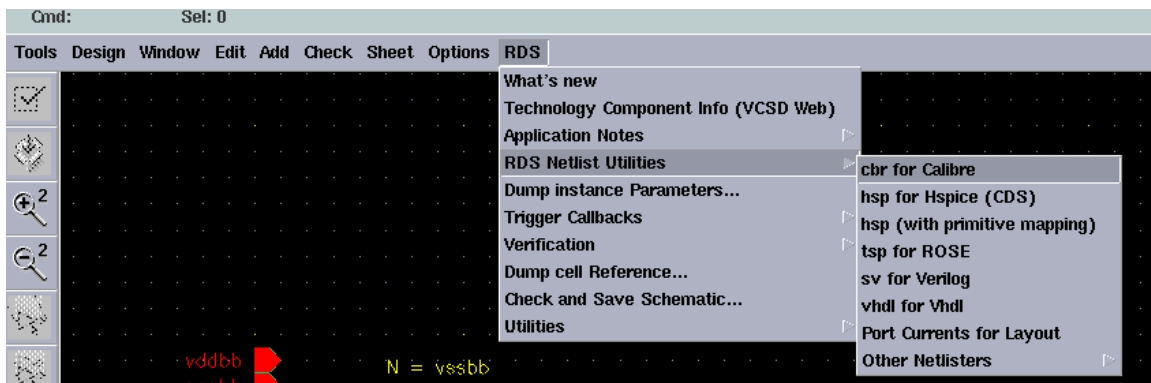 Cmd: Sel: 0
Tools Design Window Edit Add Check Sheet Options RDS
What's new
Technology Component Info (VCSD Web)
Application Notes
RDS Netlist Utilities
Dump instance Parameters...
Trigger Callbacks
Verification
Dump cell Reference...
Check and Save Schematic...
Utilities
cbr for Calibre
hsp for Hspice (CDS)
hsp (with primitive mapping)
tsp for ROSE
sv for Verilog
vhdl for Vhdl
Port Currents for Layout
Other Netlisters
2
2
vddbb
N = vssbb